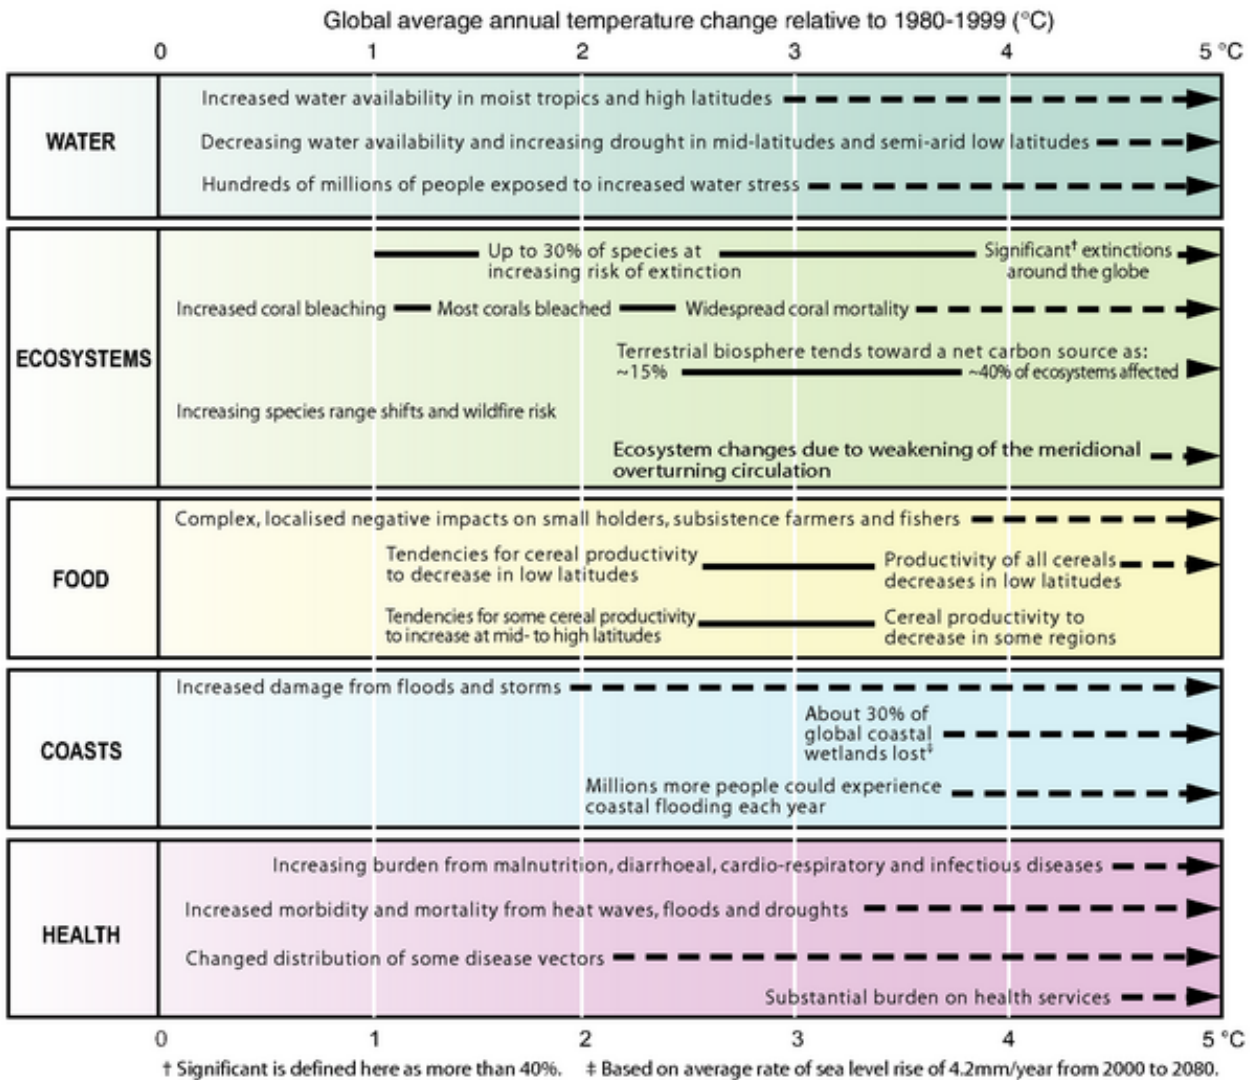 Global average annual temperature change relative to 1980-1999 (°C)
0 1 2 3 4 5 °C
WATER
Increased water availability in moist tropics and high latitudes
Decreasing water availability and increasing drought in mid-latitudes and semi-arid low latitudes
Hundreds of millions of people exposed to increased water stress
ECOSYSTEMS
Up to 30% of species at
increasing risk of extinction
Significant† extinctions
around the globe
Increased coral bleaching Most corals bleached Widespread coral mortality
Terrestrial biosphere tends toward a net carbon source as:
~15% ~40% of ecosystems affected
Increasing species range shifts and wildfire risk
Ecosystem changes due to weakening of the meridional
overturning circulation
FOOD
Complex, localised negative impacts on small holders, subsistence farmers and fishers
Tendencies for cereal productivity
to decrease in low latitudes
Productivity of all cereals
decreases in low latitudes
Tendencies for some cereal productivity
to increase at mid- to high latitudes
Cereal productivity to
decrease in some regions
COASTS
Increased damage from floods and storms
About 30% of
global coastal
wetlands lost‡
Millions more people could experience
coastal flooding each year
HEALTH
Increasing burden from malnutrition, diarrhoeal, cardio-respiratory and infectious diseases
Increased morbidity and mortality from heat waves, floods and droughts
Changed distribution of some disease vectors
Substantial burden on health services
0 1 2 3 4 5 °C
† Significant is defined here as more than 40%. ‡ Based on average rate of sea level rise of 4.2mm/year from 2000 to 2080.